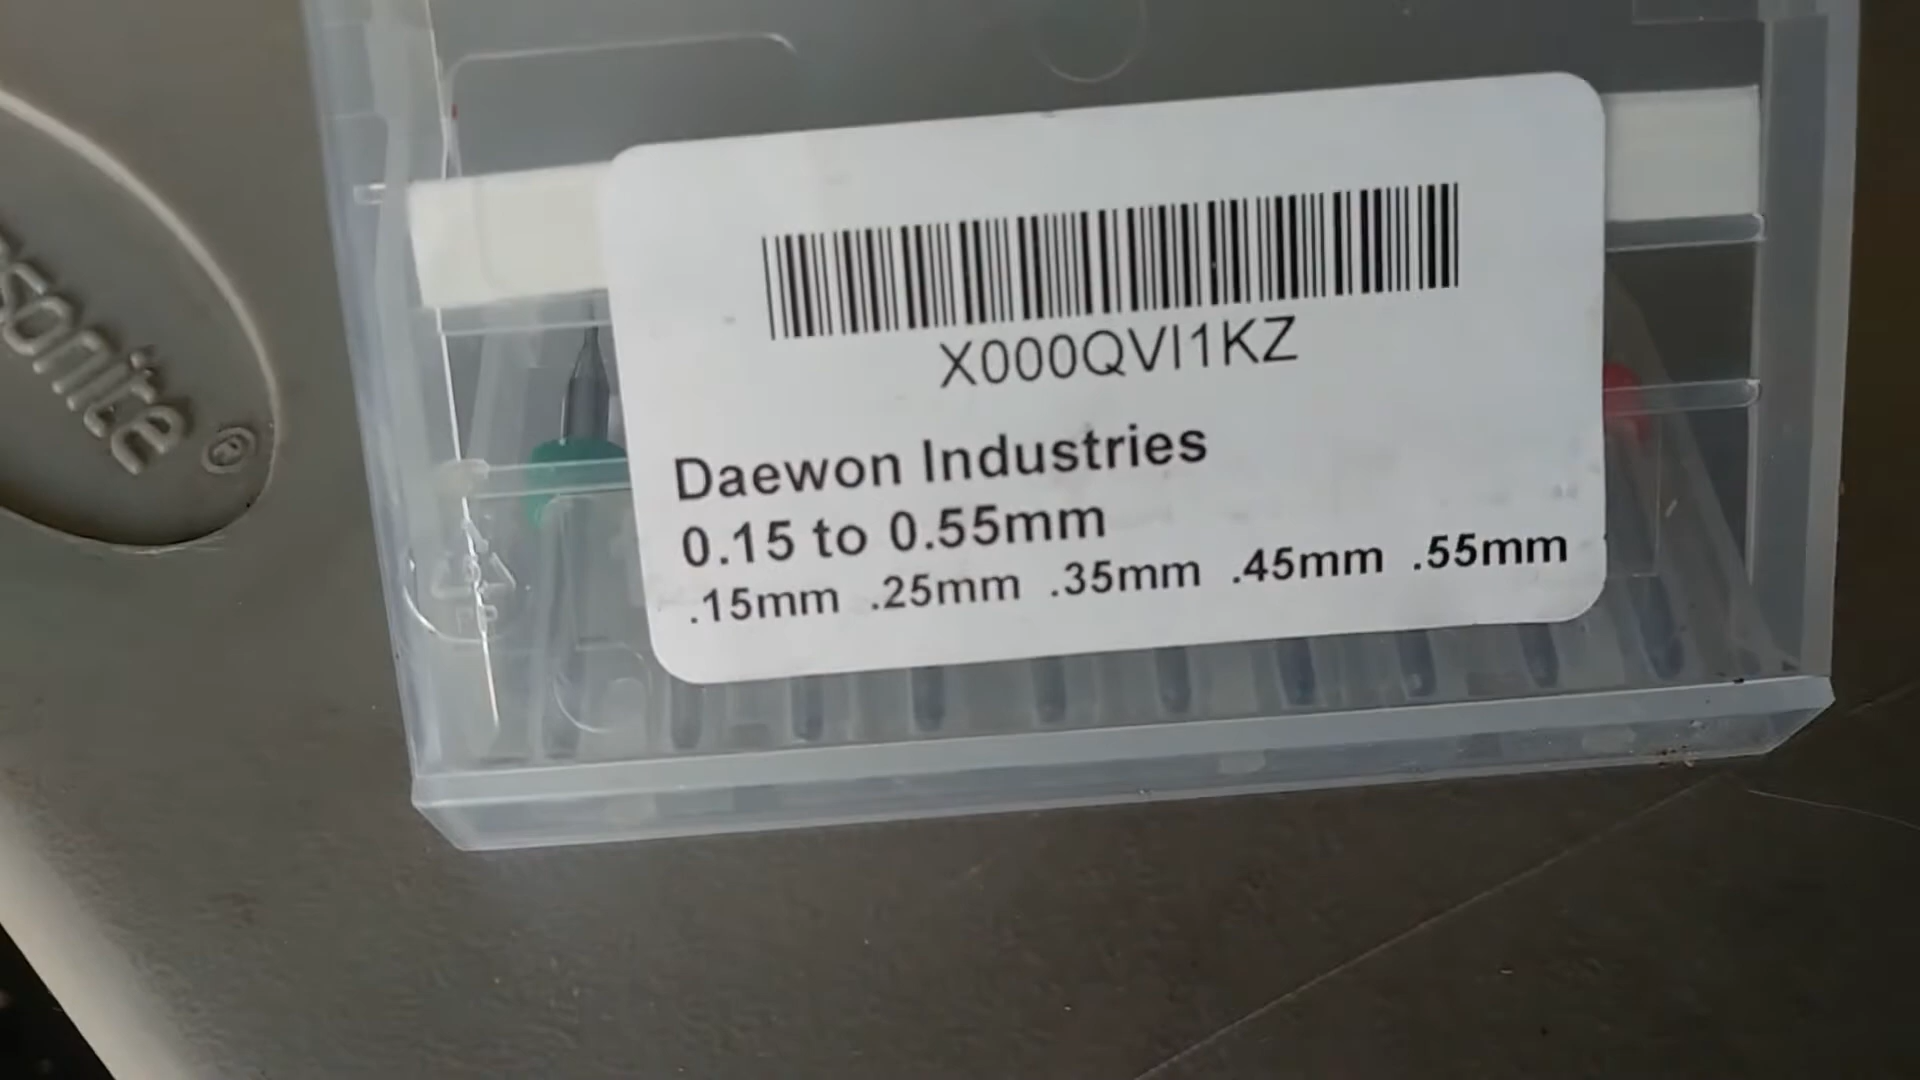 sonite®
X000QVI1KZ
Daewon Industries
0.15 to 0.55mm
.15mm .25mm .35mm .45mm .55mm